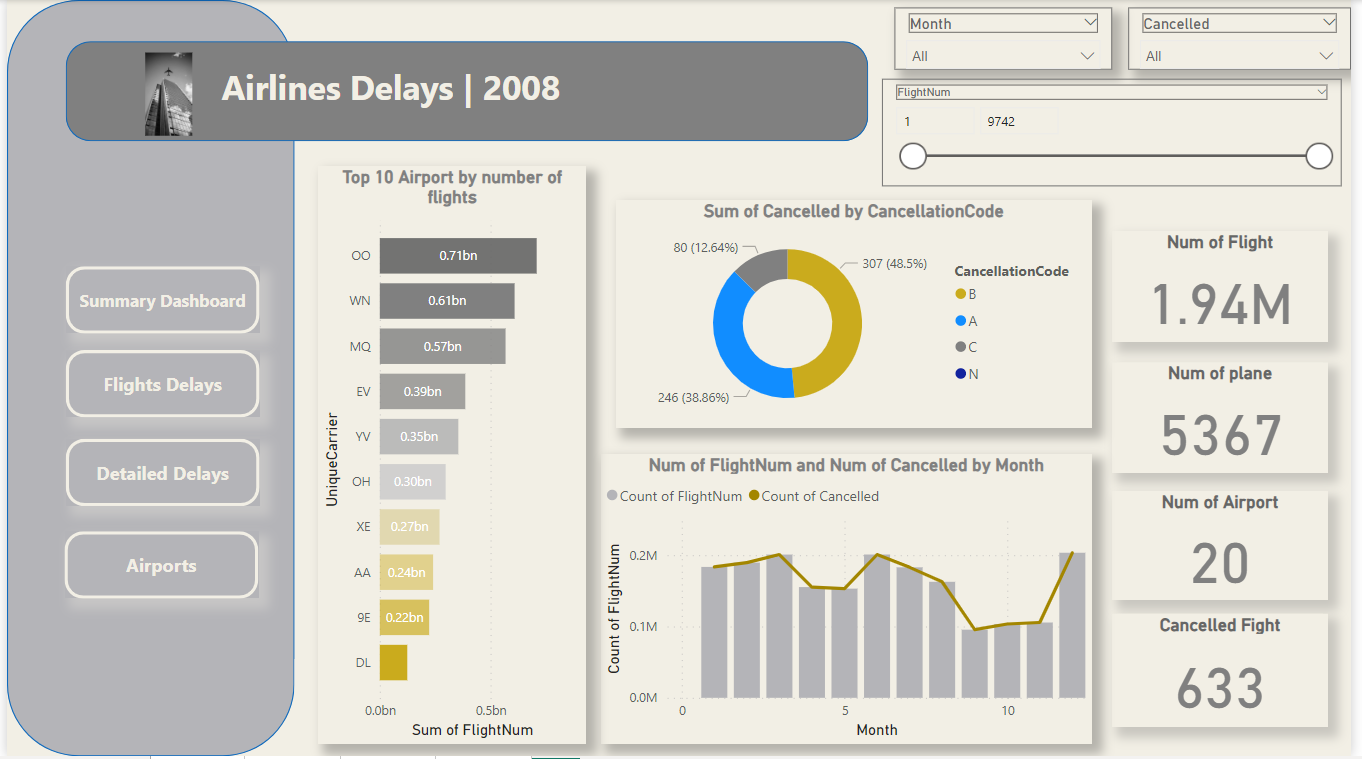 Airlines Delays | 2008
Month
All
Cancelled
All
FlightNum
1
9742
Summary Dashboard
Flights Delays
Detailed Delays
Airports
Top 10 Airport by number of
flights
UniqueCarrier
OO
0.71bn
WN
0.61bn
MQ
0.57bn
EV
0.39bn
YV
0.35bn
OH
0.30bn
XE
0.27bn
AA
0.24bn
9E
0.22bn
DL
0.0bn
0.5bn
Sum of FlightNum
Sum of Cancelled by CancellationCode
80 (12.64%)
307 (48.5%)
246 (38.86%)
CancellationCode
B
A
C
N
Num of FlightNum and Num of Cancelled by Month
Count of FlightNum
Count of Cancelled
Count of FlightNum
0.2M
0.1M
0.0M
0
5
10
Month
Num of Flight
1.94M
Num of plane
5367
Num of Airport
20
Cancelled Fight
633